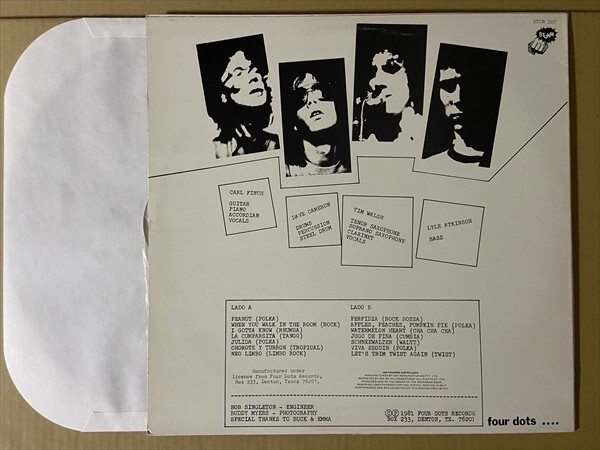 STUN 507
STUNN
CARL FINCH
GUITAR
PIANO
ACCORDIAN
VOCALS
DAVE CAMERON
DRUMS
PERCUSSION
STEEL DRUM
TIM WALSH
TENOR SAXOPHONE
SOPRANO SAXOPHONE
CLARINET
VOCALS
LYLE ATKINSON
BASS
LADO A
PEANUT (POLKA)
WHEN YOU WALK IN THE ROOM (ROCK)
I GOTTA KNOW (RHUMBA)
LA CUMPARSITA (TANGO)
JULIDA (POLKA)
CHOROTE Y TURRON (TROPICAL)
NEO LIMBO (LIMBO ROCK)
LADO B
PERFIDIA (ROCK BOSSA)
APPLES, PEACHES, PUMPKIN PIE (POLKA)
WATERMELON HEART (CHA CHA CHA)
JUGO DE PINA (CUMBIA)
SCHNEEWALZER (WALTZ)
VIVA SEGUIN (POLKA)
LET'S TRIM TWIST AGAIN (TWIST)
Manufactured under
licence from Four Dots Records,
Box 233, Denton, Texas 76201.
BOB SINGLETON - ENGINEER
BUDDY MYERS - PHOTOGRAPHY
SPECIAL THANKS TO BUCK & EMMA
©℗ 1981 FOUR DOTS RECORDS
BOX 233, DENTON, TX. 76201
four dots ....